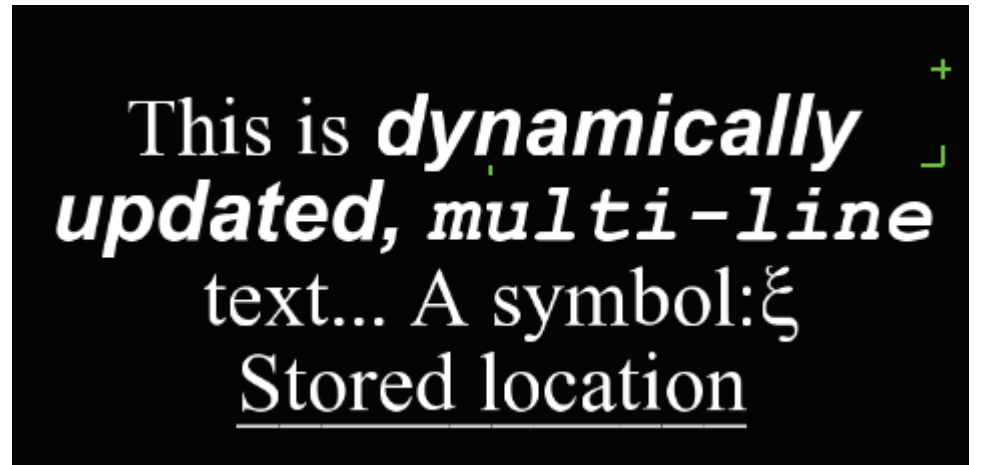 This is dynamically
updated, multi-line
text... A symbol:ξ
Stored location